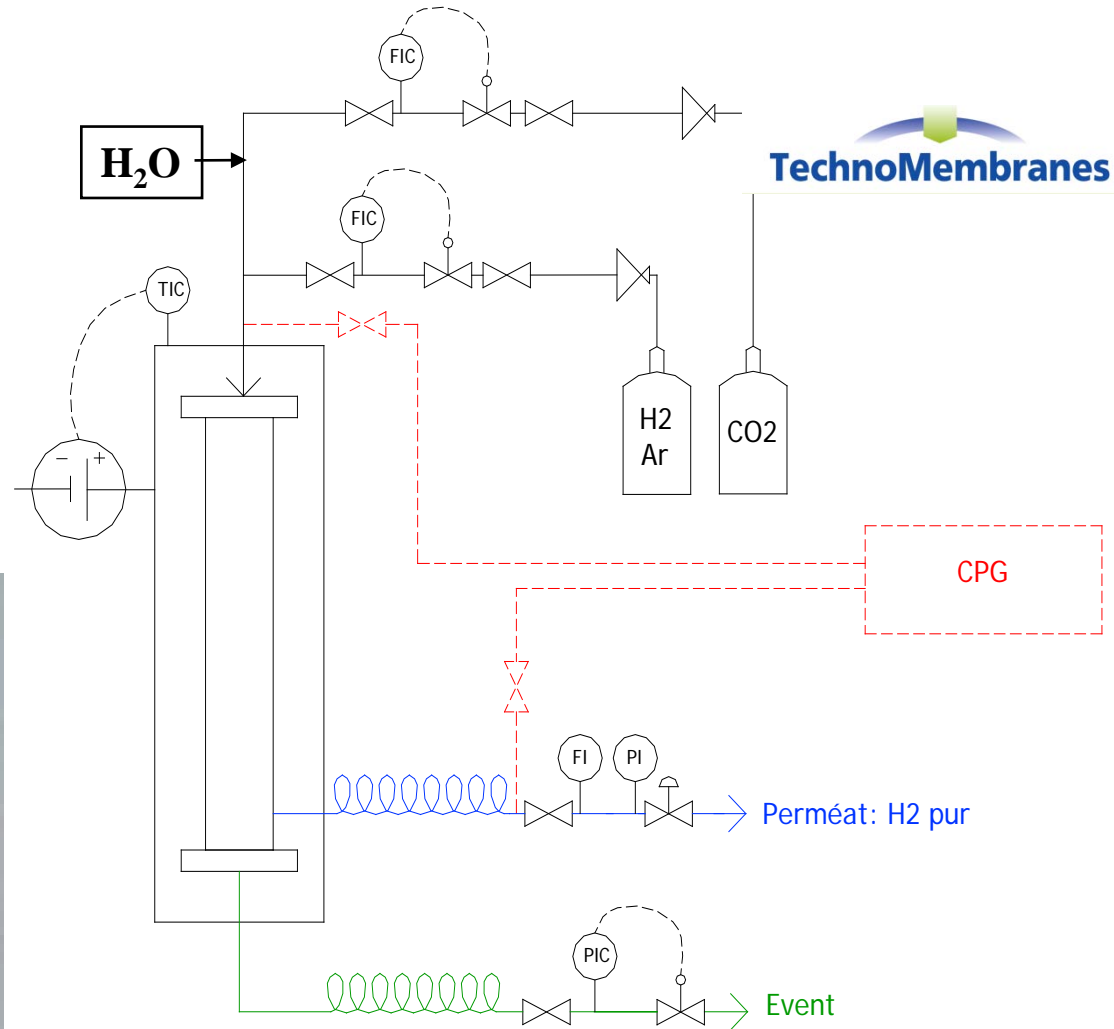 FIC
H₂O
TechnoMembranes
FIC
TIC
- +
H2
Ar
CO2
CPG
FI
PI
Perméat: H2 pur
PIC
Event